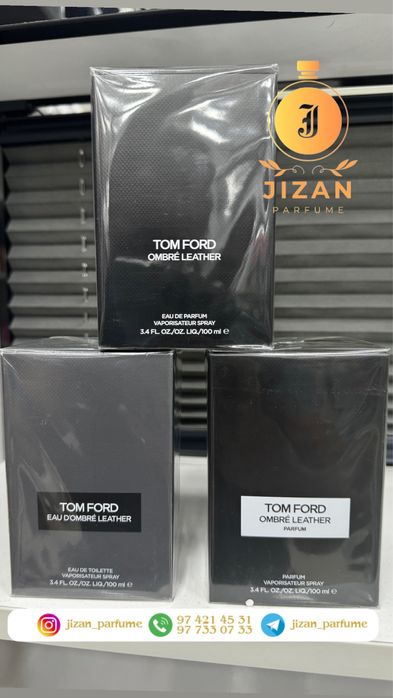 J
JIZAN
PARFUME
TOM FORD
OMBRÉ LEATHER
EAU DE PARFUM
VAPORISATEUR SPRAY
3.4 FL. OZ./OZ. LIQ./100 ml ℮
TOM FORD
EAU D'OMBRÉ LEATHER
EAU DE TOILETTE
VAPORISATEUR SPRAY
3.4 FL. OZ./OZ. LIQ./100 ml ℮
TOM FORD
OMBRÉ LEATHER
PARFUM
PARFUM
VAPORISATEUR SPRAY
3.4 FL. OZ./OZ. LIQ./100 ml ℮
jizan_parfume
97 421 45 31
97 733 07 33
jizan_parfume